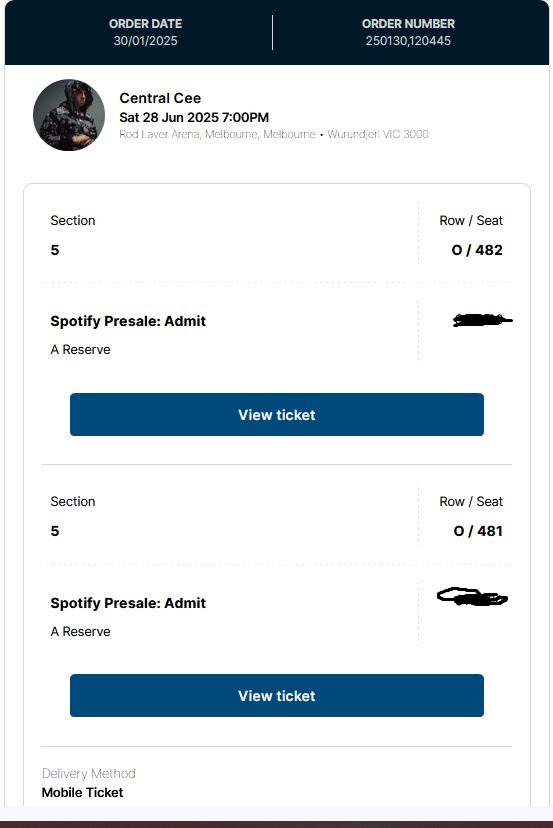 ORDER DATE
30/01/2025
ORDER NUMBER
250130,120445
Central Cee
Sat 28 Jun 2025 7:00PM
Rod Laver Arena, Melbourne, Melbourne • Wurundjeri VIC 3000
Section
5
Row / Seat
O / 482
Spotify Presale: Admit
A Reserve
View ticket
Section
5
Row / Seat
O / 481
Spotify Presale: Admit
A Reserve
View ticket
Delivery Method
Mobile Ticket